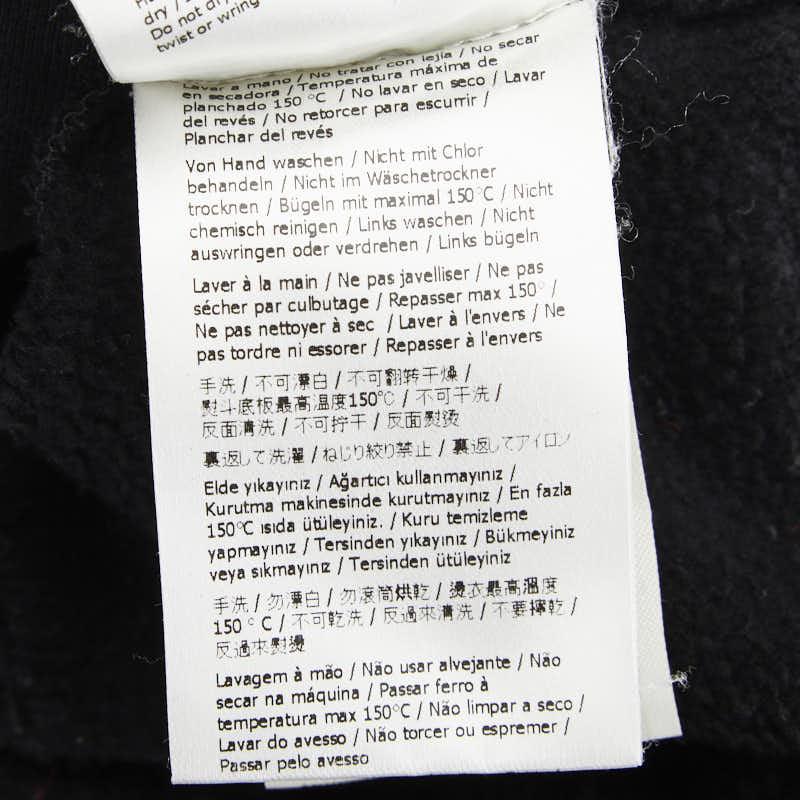 dry /
Do not dry
twist or wring
Lavar a mano / No tratar con lejía / No secar
en secadora / Temperatura máxima de
planchado 150 °C / No lavar en seco / Lavar
del revés / No retorcer para escurrir /
Planchar del revés
Von Hand waschen / Nicht mit Chlor
behandeln / Nicht im Wäschetrockner
trocknen / Bügeln mit maximal 150°C / Nicht
chemisch reinigen / Links waschen / Nicht
auswringen oder verdrehen / Links bügeln
Laver à la main / Ne pas javelliser / Ne pas
sécher par culbutage / Repasser max 150° /
Ne pas nettoyer à sec / Laver à l'envers / Ne
pas tordre ni essorer / Repasser à l'envers
手洗 / 不可漂白 / 不可翻转干燥 /
熨斗底板最高温度150°C / 不可干洗 /
反面清洗 / 不可拧干 / 反面熨烫
裏返して洗濯 / ねじり絞り禁止 / 裏返してアイロン
Elde yıkayınız / Ağartıcı kullanmayınız /
Kurutma makinesinde kurutmayınız / En fazla
150°C ısıda ütüleyiniz. / Kuru temizleme
yapmayınız / Tersinden yıkayınız / Bükmeyiniz
veya sıkmayınız / Tersinden ütüleyiniz
手洗 / 勿漂白 / 勿滾筒烘乾 / 燙衣最高溫度
150 °C / 不可乾洗 / 反過來清洗 / 不要擰乾 /
反過來熨燙
Lavagem à mão / Não usar alvejante / Não
secar na máquina / Passar ferro à
temperatura max 150°C / Não limpar a seco /
Lavar do avesso / Não torcer ou espremer /
Passar pelo avesso